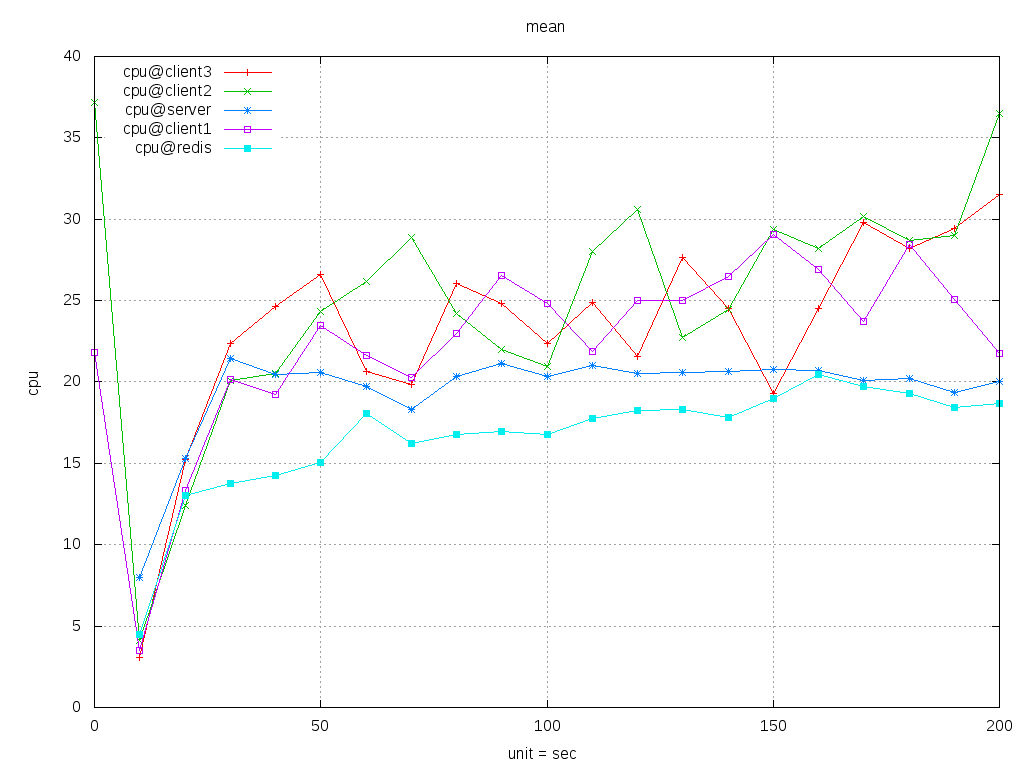 mean
40
35
30
25
20
15
10
5
0
cpu
cpu@client3
cpu@client2
cpu@server
cpu@client1
cpu@redis
0 50 100 150 200
unit = sec